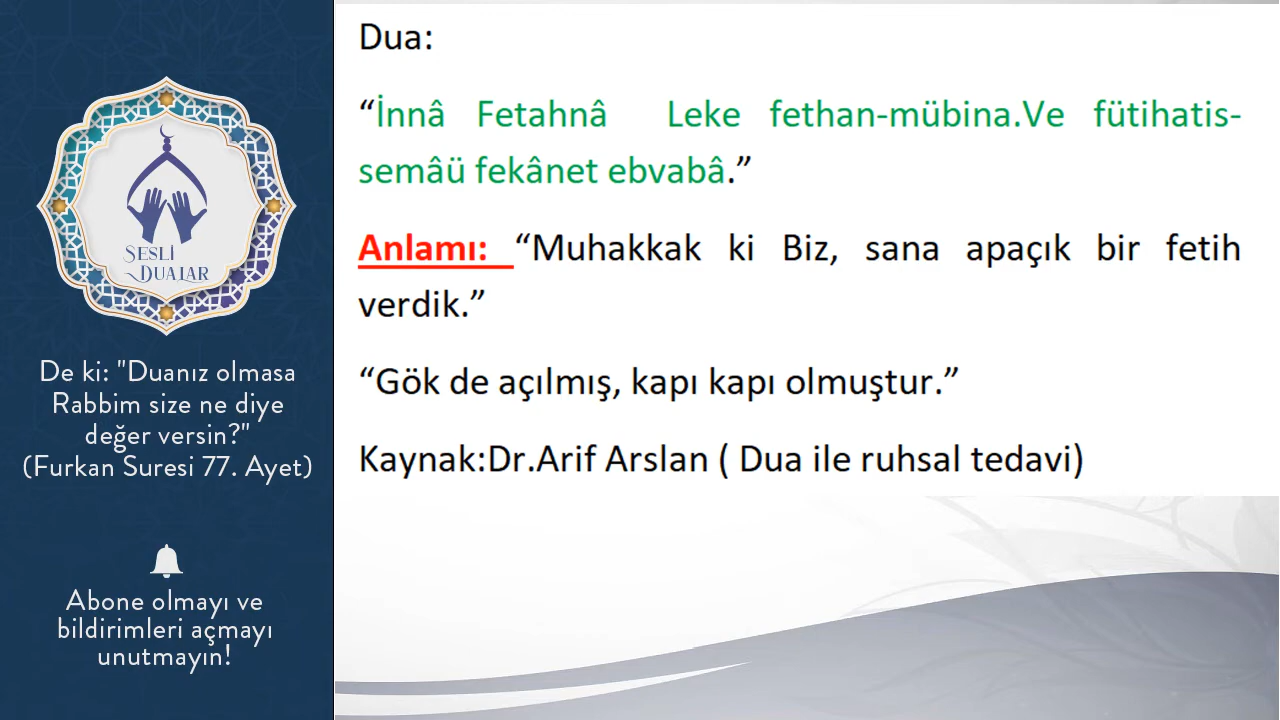 SESLİ
DUALAR
De ki: "Duanız olmasa
Rabbim size ne diye
değer versin?"
(Furkan Suresi 77. Ayet)
Abone olmayı ve
bildirimleri açmayı
unutmayın!
Dua:
“İnnâ Fetahnâ Leke fethan-mübina.Ve fütihatis-
semâü fekânet ebvabâ.”
Anlamı: “Muhakkak ki Biz, sana apaçık bir fetih
verdik.”
“Gök de açılmış, kapı kapı olmuştur.”
Kaynak:Dr.Arif Arslan ( Dua ile ruhsal tedavi)